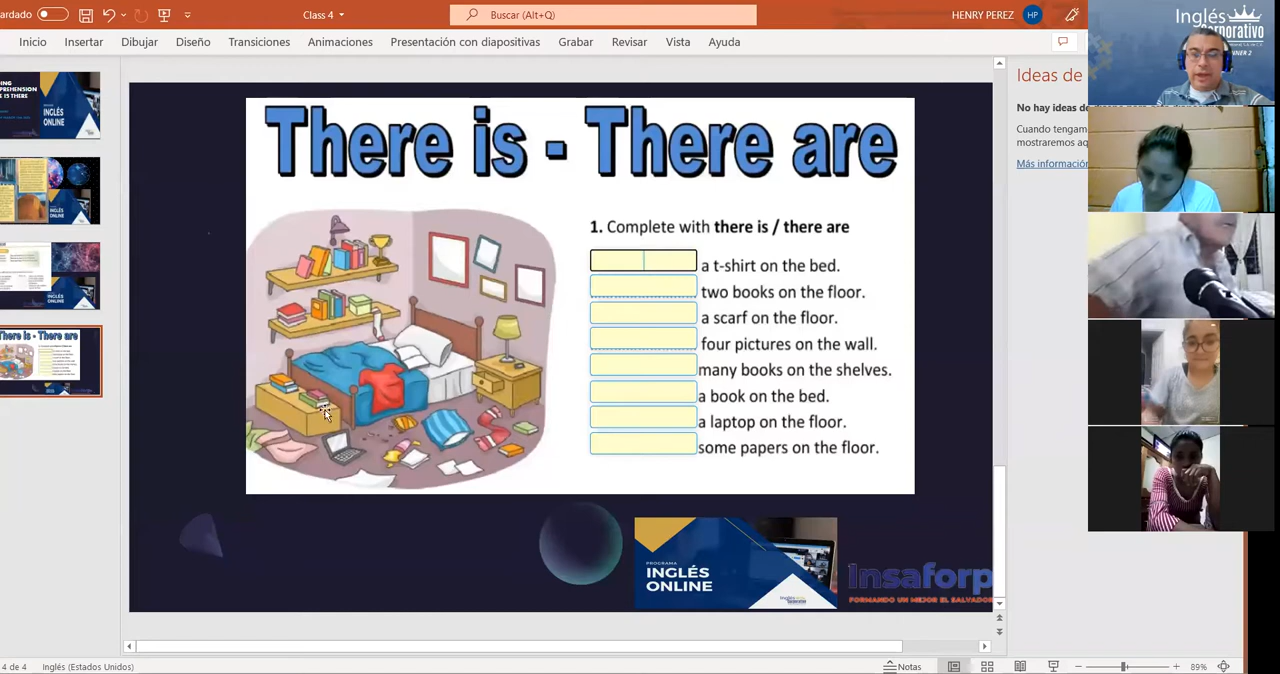 ardado
Class 4
Buscar (Alt+Q)
HENRY PEREZ
HP
Inicio
Insertar
Dibujar
Diseño
Transiciones
Animaciones
Presentación con diapositivas
Grabar
Revisar
Vista
Ayuda
Inglés
Corporativo
NNER 2
Ideas de
No hay ideas de
Cuando tengam
mostraremos aq
Más información
INGLÉS
ONLINE
There is - There are
1. Complete with there is / there are
a t-shirt on the bed.
two books on the floor.
a scarf on the floor.
four pictures on the wall.
many books on the shelves.
a book on the bed.
a laptop on the floor.
some papers on the floor.
PROGRAMA
INGLÉS
ONLINE
Insaforp
FORMANDO UN MEJOR EL SALVADOR
4 de 4
Inglés (Estados Unidos)
Notas
89%